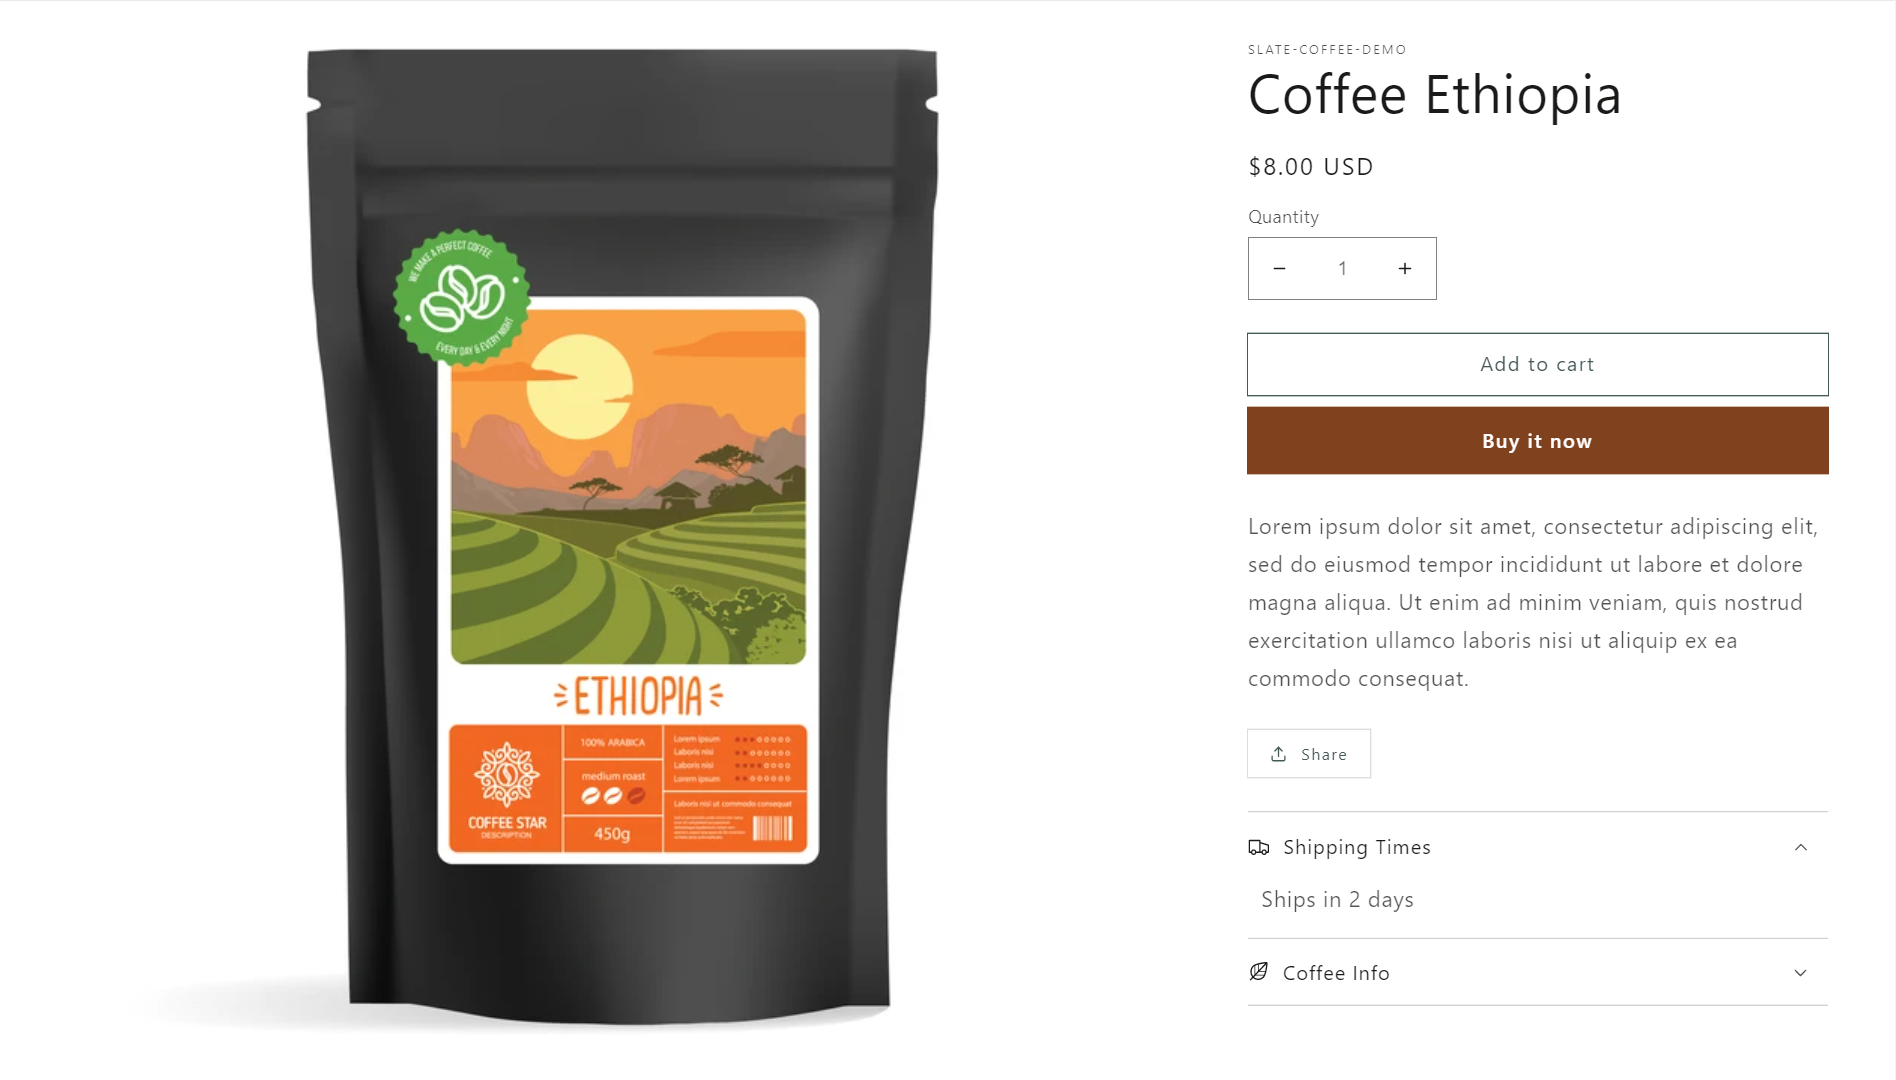 SLATE-COFFEE-DEMO
Coffee Ethiopia
$8.00 USD
Quantity
− 1 +
Add to cart
Buy it now
Lorem ipsum dolor sit amet, consectetur adipiscing elit,
sed do eiusmod tempor incididunt ut labore et dolore
magna aliqua. Ut enim ad minim veniam, quis nostrud
exercitation ullamco laboris nisi ut aliquip ex ea
commodo consequat.
Share
Shipping Times
Ships in 2 days
Coffee Info
WE MAKE A PERFECT COFFEE
EVERY DAY & EVERY NIGHT
ETHIOPIA
COFFEE STAR
DESCRIPTION
100% ARABICA
medium roast
450g
Lorem ipsum
Laboris nisi
Laboris nisi
Lorem ipsum
Laboris nisi ut commodo consequat